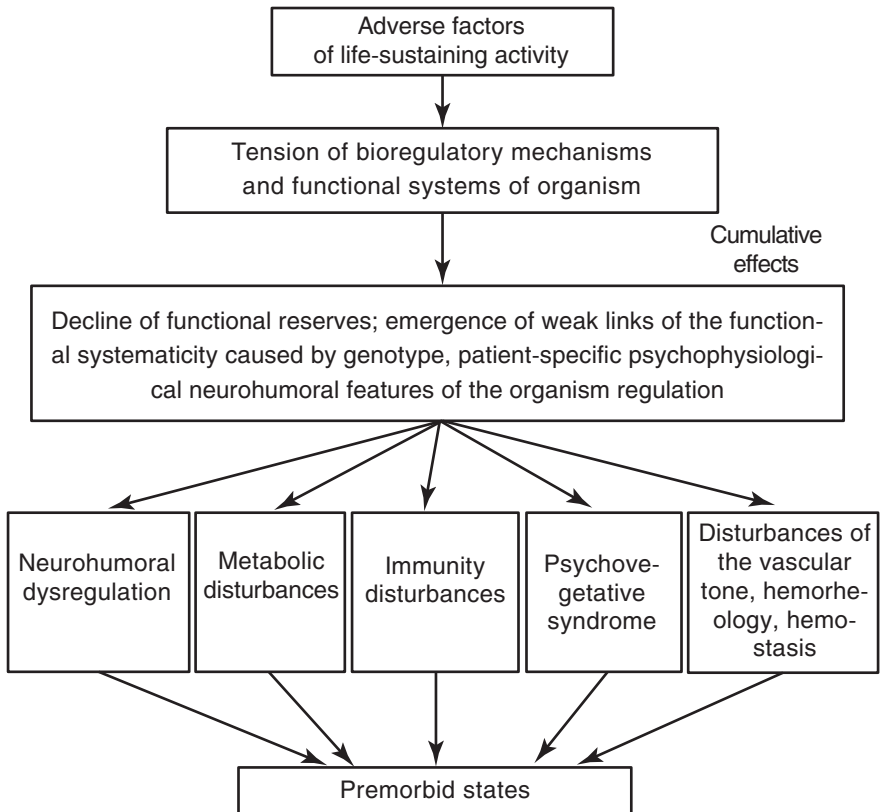 Adverse factors
of life-sustaining activity
Tension of bioregulatory mechanisms
and functional systems of organism
Cumulative
effects
Decline of functional reserves; emergence of weak links of the function-
al systematicity caused by genotype, patient-specific psychophysiologi-
cal neurohumoral features of the organism regulation
Neurohumoral
dysregulation
Metabolic
disturbances
Immunity
disturbances
Psychove-
getative
syndrome
Disturbances of
the vascular
tone, hemorhe-
ology, hemo-
stasis
Premorbid states